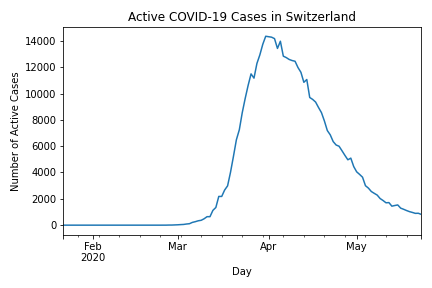 Active COVID-19 Cases in Switzerland
Number of Active Cases
14000
12000
10000
8000
6000
4000
2000
0
Feb
2020
Mar
Apr
May
Day